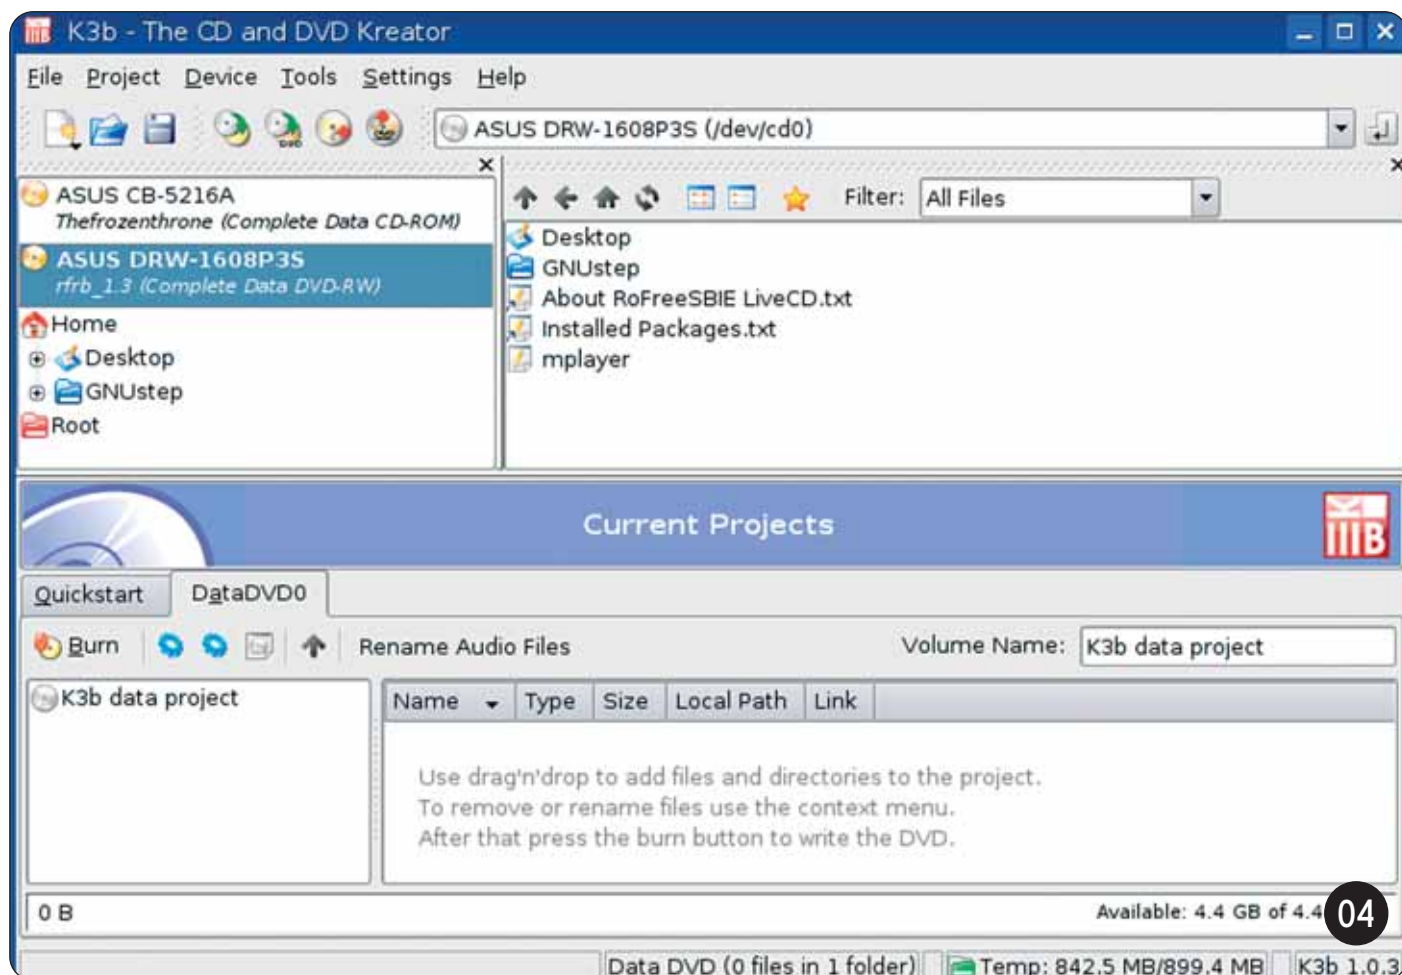 K3b - The CD and DVD Kreator
File Project Device Tools Settings Help
ASUS DRW-1608P3S (/dev/cd0)
ASUS CB-5216A
Thefrozenthrone (Complete Data CD-ROM)
ASUS DRW-1608P3S
rfrb_1.3 (Complete Data DVD-RW)
Home
Desktop
GNUstep
Root
Filter: All Files
Desktop
GNUstep
About RoFreeSBIE LiveCD.txt
Installed Packages.txt
mplayer
Current Projects
K3B
Quickstart DataDVD0
Burn Rename Audio Files Volume Name: K3b data project
K3b data project
Name Type Size Local Path Link
Use drag'n'drop to add files and directories to the project.
To remove or rename files use the context menu.
After that press the burn button to write the DVD.
0 B Available: 4.4 GB of 4.4
04
Data DVD (0 files in 1 folder) Temp: 842.5 MB/899.4 MB K3b 1.0.3